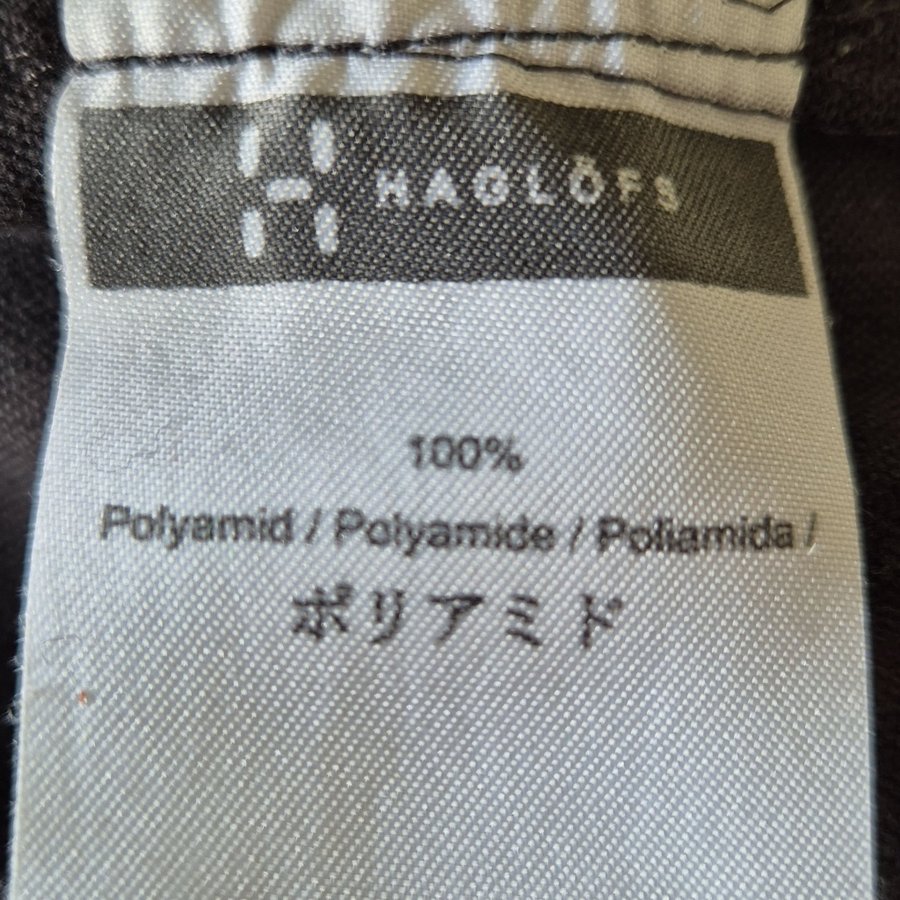 HAGLÖFS
100%
Polyamid / Polyamide / Poliamida /
ポリアミド